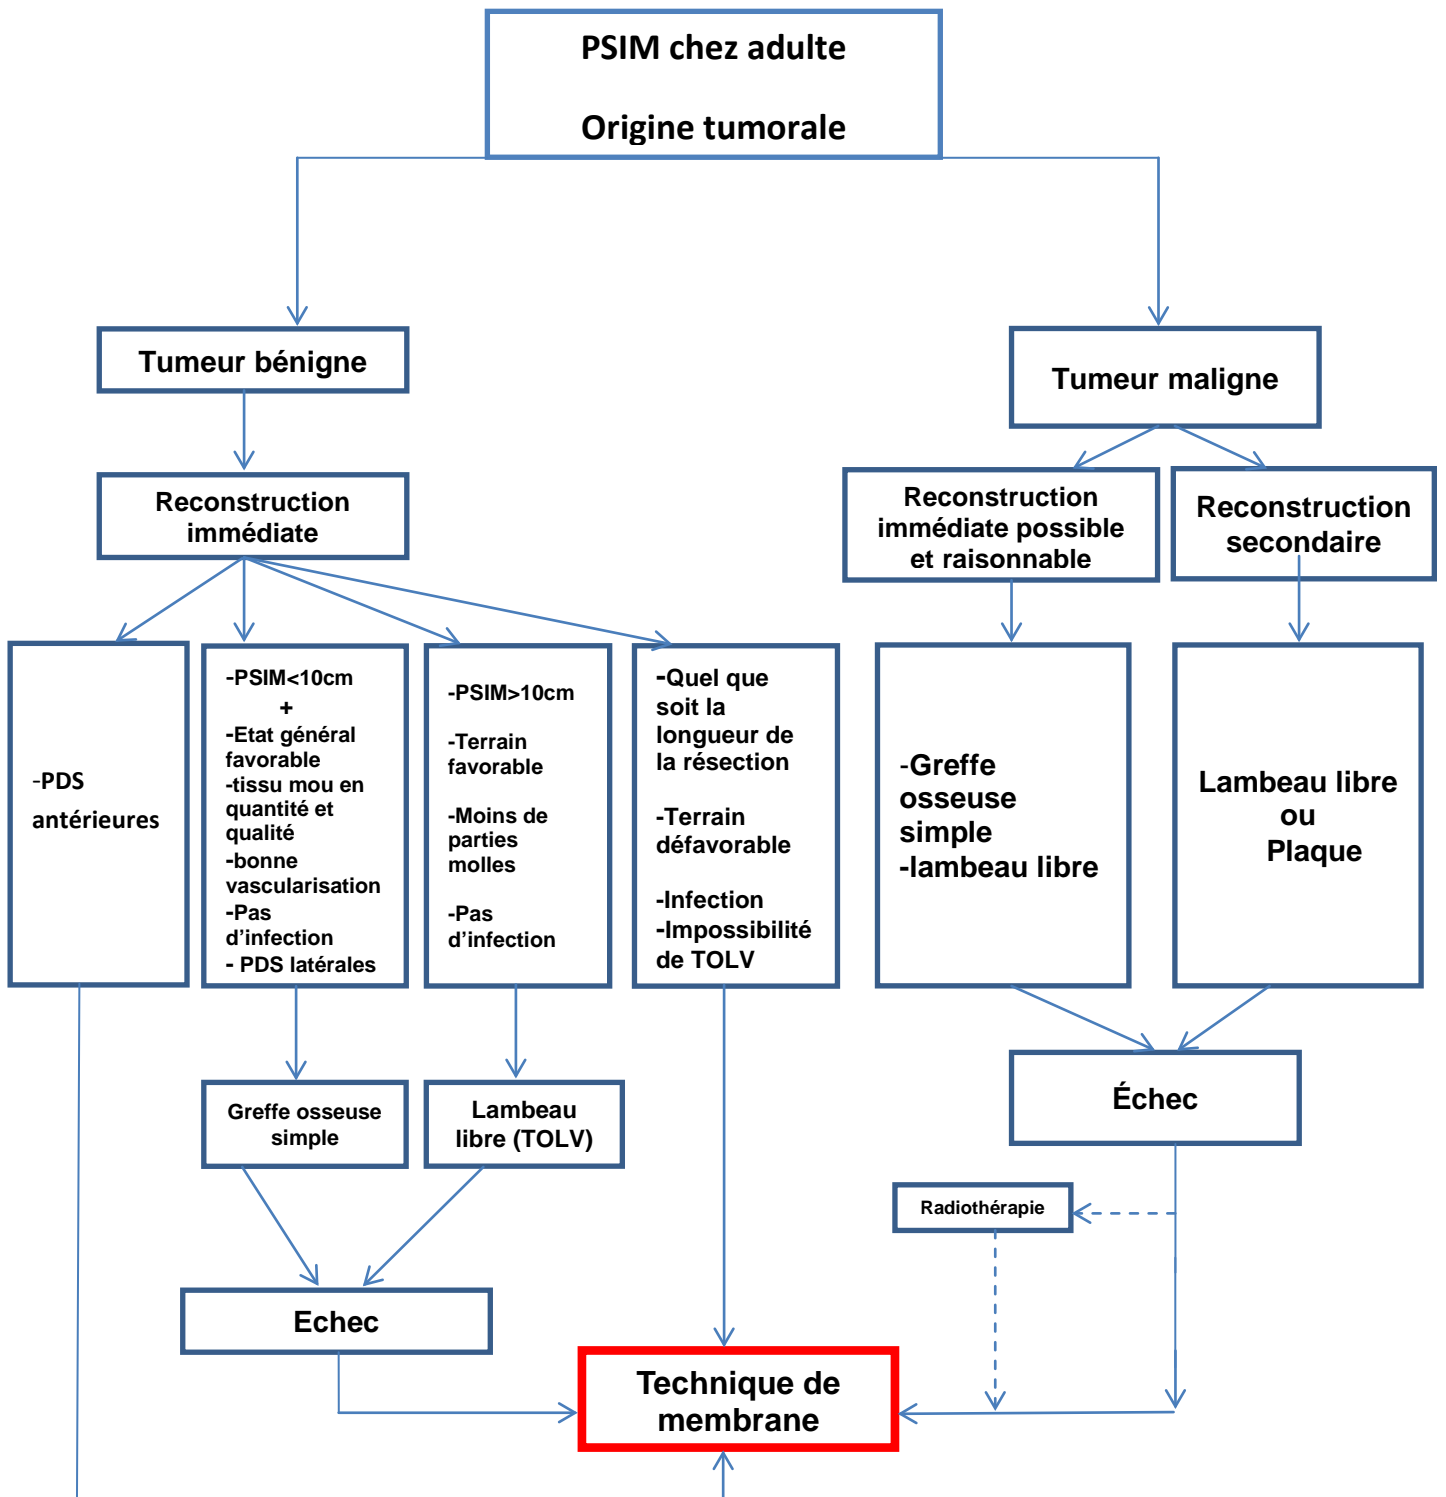 PSIM chez adulte
Origine tumorale
Tumeur bénigne
Tumeur maligne
Reconstruction
immédiate
Reconstruction
immédiate possible
et raisonnable
Reconstruction
secondaire
-PDS
antérieures
-PSIM<10cm
+
-Etat général
favorable
-tissu mou en
quantité et
qualité
-bonne
vascularisation
-Pas
d’infection
- PDS latérales
-PSIM>10cm
-Terrain
favorable
-Moins de
parties
molles
-Pas
d’infection
-Quel que
soit la
longueur de
la résection
-Terrain
défavorable
-Infection
-Impossibilité
de TOLV
-Greffe
osseuse
simple
-lambeau libre
Lambeau libre
ou
Plaque
Greffe osseuse
simple
Lambeau
libre (TOLV)
Échec
Radiothérapie
Echec
Technique de
membrane